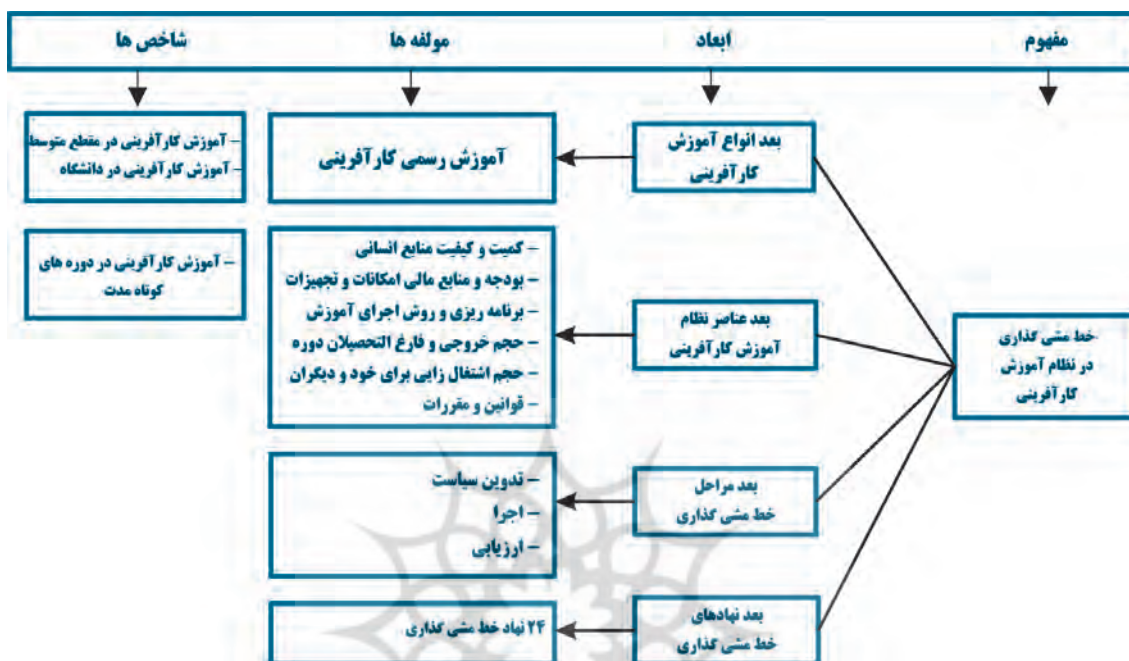 مفهوم
ابعاد
مولفه ها
شاخص ها
خط مشی گذاری
در نظام آموزش
کارآفرینی
بعد انواع آموزش
کارآفرینی
آموزش رسمی کارآفرینی
– آموزش کارآفرینی در مقطع متوسط
– آموزش کارآفرینی در دانشگاه
– آموزش کارآفرینی در دوره های
کوتاه مدت
بعد عناصر نظام
آموزش کارآفرینی
– کمیت و کیفیت منابع انسانی
– بودجه و منابع مالی امکانات و تجهیزات
– برنامه ریزی و روش اجرای آموزش
– حجم خروجی و فارغ التحصیلان دوره
– حجم اشتغال زایی برای خود و دیگران
– قوانین و مقررات
بعد مراحل
خط مشی گذاری
– تدوین سیاست
– اجرا
– ارزیابی
بعد نهادهای
خط مشی گذاری
۲۴ نهاد خط مشی گذاری